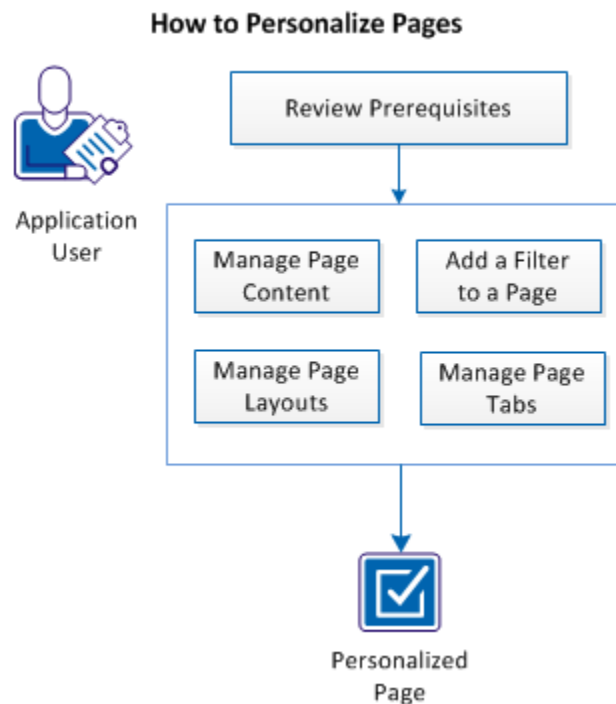 How to Personalize Pages
Review Prerequisites
Application
User
Manage Page
Content
Add a Filter
to a Page
Manage Page
Layouts
Manage Page
Tabs
Personalized
Page